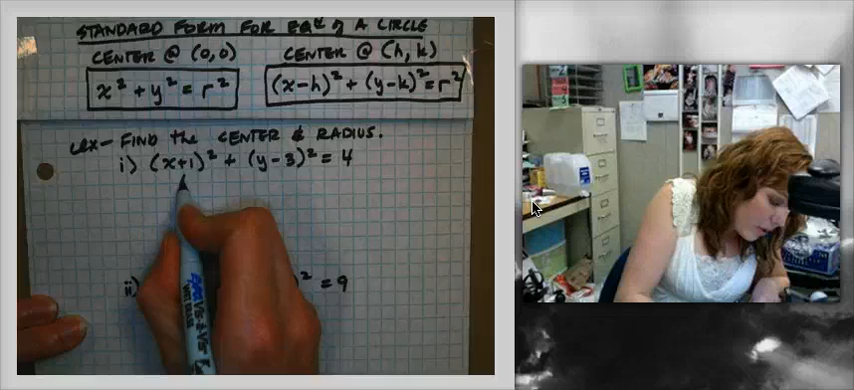 STANDARD FORM FOR EQⁿ OF A CIRCLE
CENTER @ (0,0) CENTER @ (h, k)
x² + y² = r² (x-h)² + (y-k)² = r²
ex- FIND the CENTER & RADIUS.
i) (x+1)² + (y-3)² = 4
ii) )² = 9